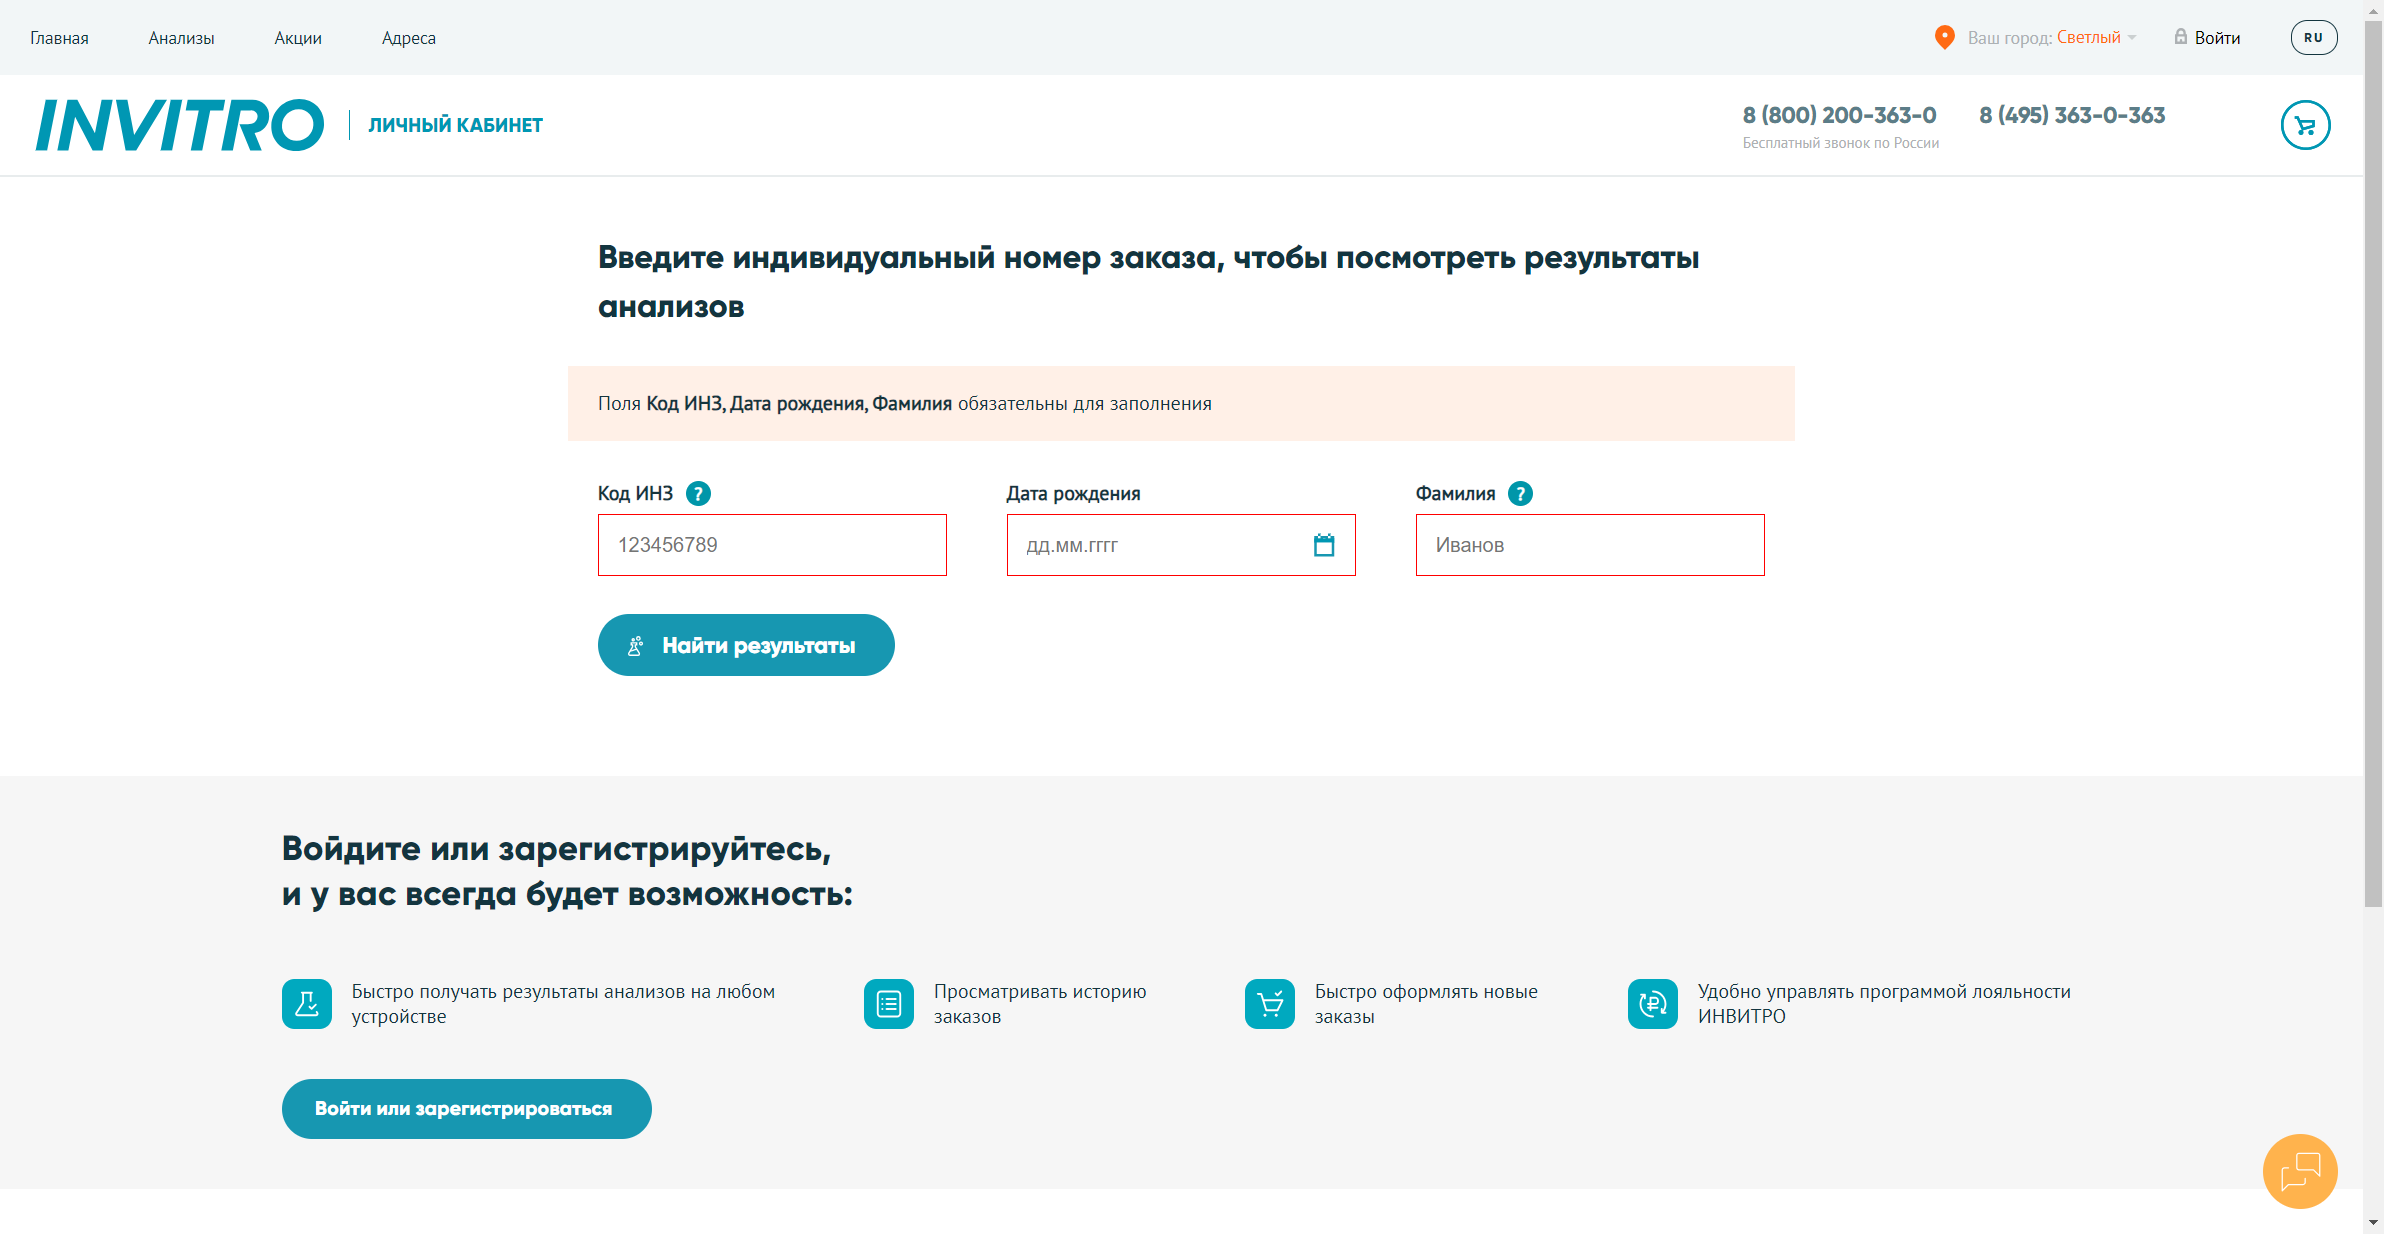 Главная Анализы Акции Адреса Ваш город: Светлый Войти RU
INVITRO ЛИЧНЫЙ КАБИНЕТ 8 (800) 200-363-0 8 (495) 363-0-363
Бесплатный звонок по России
Введите индивидуальный номер заказа, чтобы посмотреть результаты
анализов
Поля Код ИНЗ, Дата рождения, Фамилия обязательны для заполнения
Код ИНЗ ? Дата рождения Фамилия ?
123456789 дд.мм.гггг Иванов
Найти результаты
Войдите или зарегистрируйтесь,
и у вас всегда будет возможность:
Быстро получать результаты анализов на любом
устройстве
Просматривать историю
заказов
Быстро оформлять новые
заказы
Удобно управлять программой лояльности
ИНВИТРО
Войти или зарегистрироваться